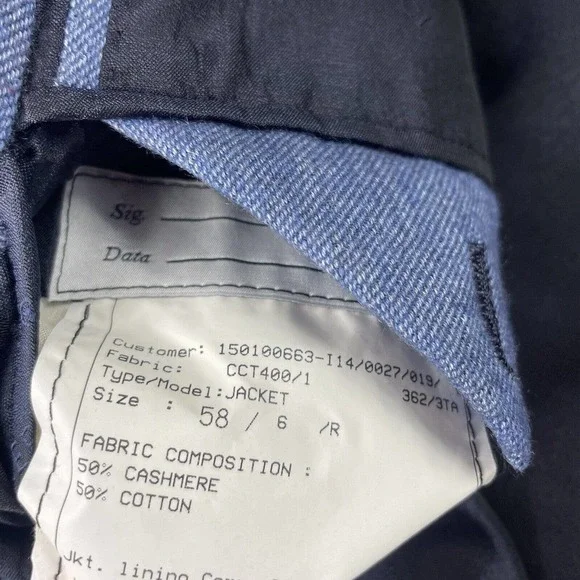 Sig.
Data
Customer: 150100663-I14/0027/019/
Fabric: CCT400/1 362/3TA
Type/Model:JACKET
Size : 58 / 6 /R
FABRIC COMPOSITION :
50% CASHMERE
50% COTTON
Jkt. lining